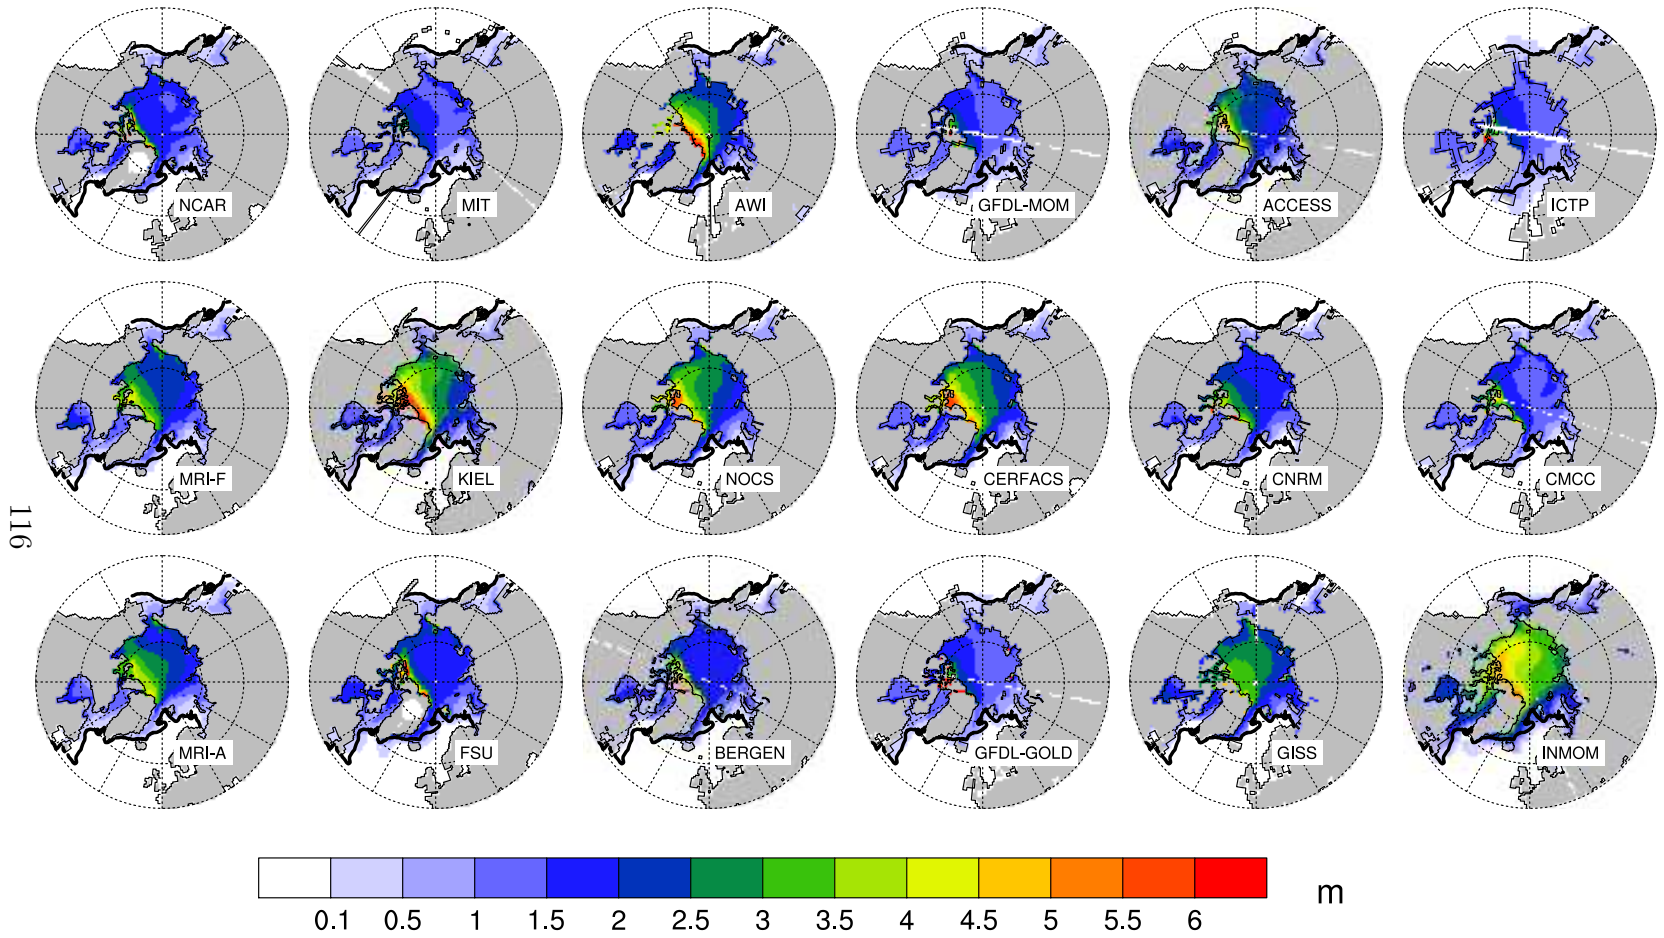 NCAR
MIT
AWI
GFDL-MOM
ACCESS
ICTP
MRI-F
KIEL
NOCS
CERFACS
CNRM
CMCC
116
MRI-A
FSU
BERGEN
GFDL-GOLD
GISS
INMOM
m
0.1 0.5 1 1.5 2 2.5 3 3.5 4 4.5 5 5.5 6